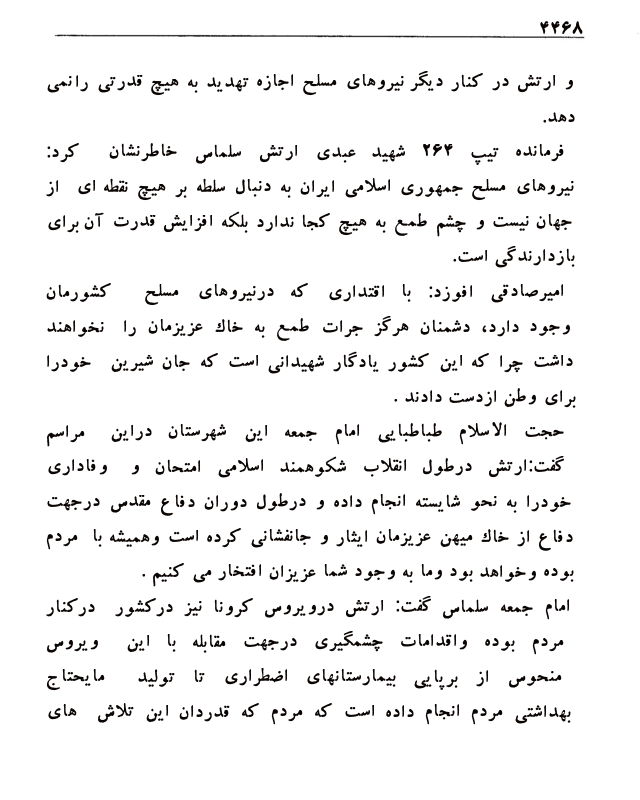 ۴۴۶۸
و ارتش در کنار دیگر نیروهای مسلح اجازه تهدید به هیچ قدرتی رانمی
دهد.
فرمانده تیپ ۲۶۴ شهید عبدی ارتش سلماس خاطرنشان کرد:
نیروهای مسلح جمهوری اسلامی ایران به دنبال سلطه بر هیچ نقطه ای از
جهان نیست و چشم طمع به هیچ کجا ندارد بلکه افزایش قدرت آن برای
بازدارندگی است.
امیرصادقی افوزد: با اقتداری که درنیروهای مسلح کشورمان
وجود دارد، دشمنان هرگز جرات طمع به خاك عزیزمان را نخواهند
داشت چرا که این کشور یادگار شهیدانی است که جان شیرین خودرا
برای وطن ازدست دادند .
حجت الاسلام طباطبایی امام جمعه این شهرستان دراین مراسم
گفت:ارتش درطول انقلاب شکوهمند اسلامی امتحان و وفاداری
خودرا به نحو شایسته انجام داده و درطول دوران دفاع مقدس درجهت
دفاع از خاك میهن عزیزمان ایثار و جانفشانی کرده است وهمیشه با مردم
بوده وخواهد بود وما به وجود شما عزیزان افتخار می کنیم .
امام جمعه سلماس گفت: ارتش درویروس کرونا نیز درکشور درکنار
مردم بوده واقدامات چشمگیری درجهت مقابله با این ویروس
منحوس از برپایی بیمارستانهای اضطراری تا تولید مایحتاج
بهداشتی مردم انجام داده است که مردم که قدردان این تلاش های